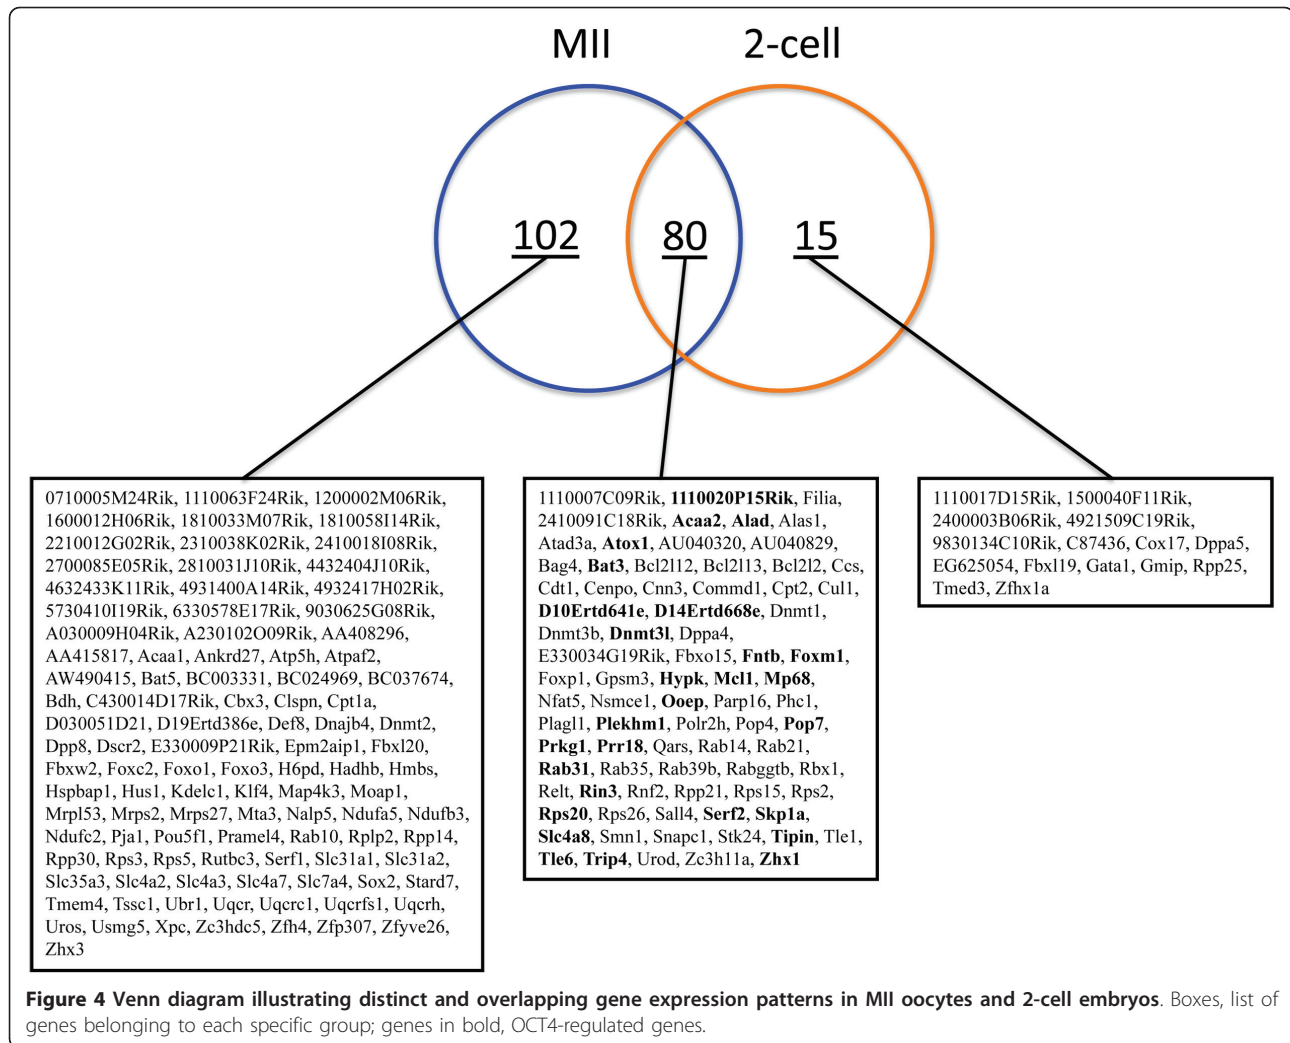 MII
2-cell
102
80
15
0710005M24Rik, 1110063F24Rik, 1200002M06Rik,
1600012H06Rik, 1810033M07Rik, 1810058I14Rik,
2210012G02Rik, 2310038K02Rik, 2410018I08Rik,
2700085E05Rik, 2810031J10Rik, 4432404J10Rik,
4632433K11Rik, 4931400A14Rik, 4932417H02Rik,
5730410I19Rik, 6330578E17Rik, 9030625G08Rik,
A030009H04Rik, A230102O09Rik, AA408296,
AA415817, Acaa1, Ankrd27, Atp5h, Atpaf2,
AW490415, Bat5, BC003331, BC024969, BC037674,
Bdh, C430014D17Rik, Cbx3, Clspn, Cpt1a,
D030051D21, D19Ertd386e, Def8, Dnajb4, Dnmt2,
Dpp8, Dscr2, E330009P21Rik, Epm2aip1, Fbxl20,
Fbxw2, Foxc2, Foxo1, Foxo3, H6pd, Hadhb, Hmbs,
Hspbap1, Hus1, Kdelc1, Klf4, Map4k3, Moap1,
Mrpl53, Mrps2, Mrps27, Mta3, Nalp5, Ndufa5, Ndufb3,
Ndufc2, Pja1, Pou5f1, Pramel4, Rab10, Rplp2, Rpp14,
Rpp30, Rps3, Rps5, Rutbc3, Serf1, Slc31a1, Slc31a2,
Slc35a3, Slc4a2, Slc4a3, Slc4a7, Slc7a4, Sox2, Stard7,
Tmem4, Tssc1, Ubr1, Uqcr, Uqcrc1, Uqcrfs1, Uqcrh,
Uros, Usmg5, Xpc, Zc3hdc5, Zfh4, Zfp307, Zfyve26,
Zhx3
1110007C09Rik, 1110020P15Rik, Filia,
2410091C18Rik, Acaa2, Alad, Alas1,
Atad3a, Atox1, AU040320, AU040829,
Bag4, Bat3, Bcl2l12, Bcl2l13, Bcl2l2, Ccs,
Cdt1, Cenpo, Cnn3, Commd1, Cpt2, Cul1,
D10Ertd641e, D14Ertd668e, Dnmt1,
Dnmt3b, Dnmt3l, Dppa4,
E330034G19Rik, Fbxo15, Fntb, Foxm1,
Foxp1, Gpsm3, Hypk, Mcl1, Mp68,
Nfat5, Nsmce1, Ooep, Parp16, Phc1,
Plagl1, Plekhm1, Polr2h, Pop4, Pop7,
Prkg1, Prr18, Qars, Rab14, Rab21,
Rab31, Rab35, Rab39b, Rabggtb, Rbx1,
Relt, Rin3, Rnf2, Rpp21, Rps15, Rps2,
Rps20, Rps26, Sall4, Serf2, Skp1a,
Slc4a8, Smn1, Snapc1, Stk24, Tipin, Tle1,
Tle6, Trip4, Urod, Zc3h11a, Zhx1
1110017D15Rik, 1500040F11Rik,
2400003B06Rik, 4921509C19Rik,
9830134C10Rik, C87436, Cox17, Dppa5,
EG625054, Fbxl19, Gata1, Gmip, Rpp25,
Tmed3, Zfhx1a
Figure 4 Venn diagram illustrating distinct and overlapping gene expression patterns in MII oocytes and 2-cell embryos. Boxes, list of
genes belonging to each specific group; genes in bold, OCT4-regulated genes.